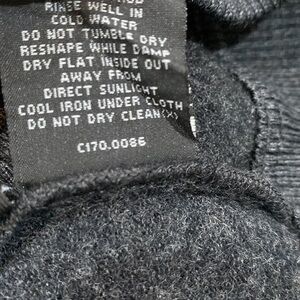 RINSE WELL IN
COLD WATER
DO NOT TUMBLE DRY
RESHAPE WHILE DAMP
DRY FLAT INSIDE OUT
AWAY FROM
DIRECT SUNLIGHT
COOL IRON UNDER CLOTH
DO NOT DRY CLEAN(X)
C170.0086